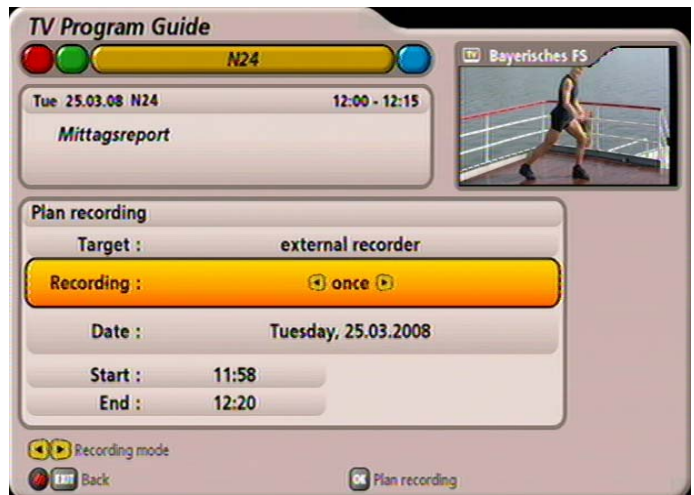 TV Program Guide
N24
TV Bayerisches FS
Tue 25.03.08 N24 12:00 - 12:15
Mittagsreport
Plan recording
Target : external recorder
Recording : once
Date : Tuesday, 25.03.2008
Start : 11:58
End : 12:20
Recording mode
EXIT Back OK Plan recording